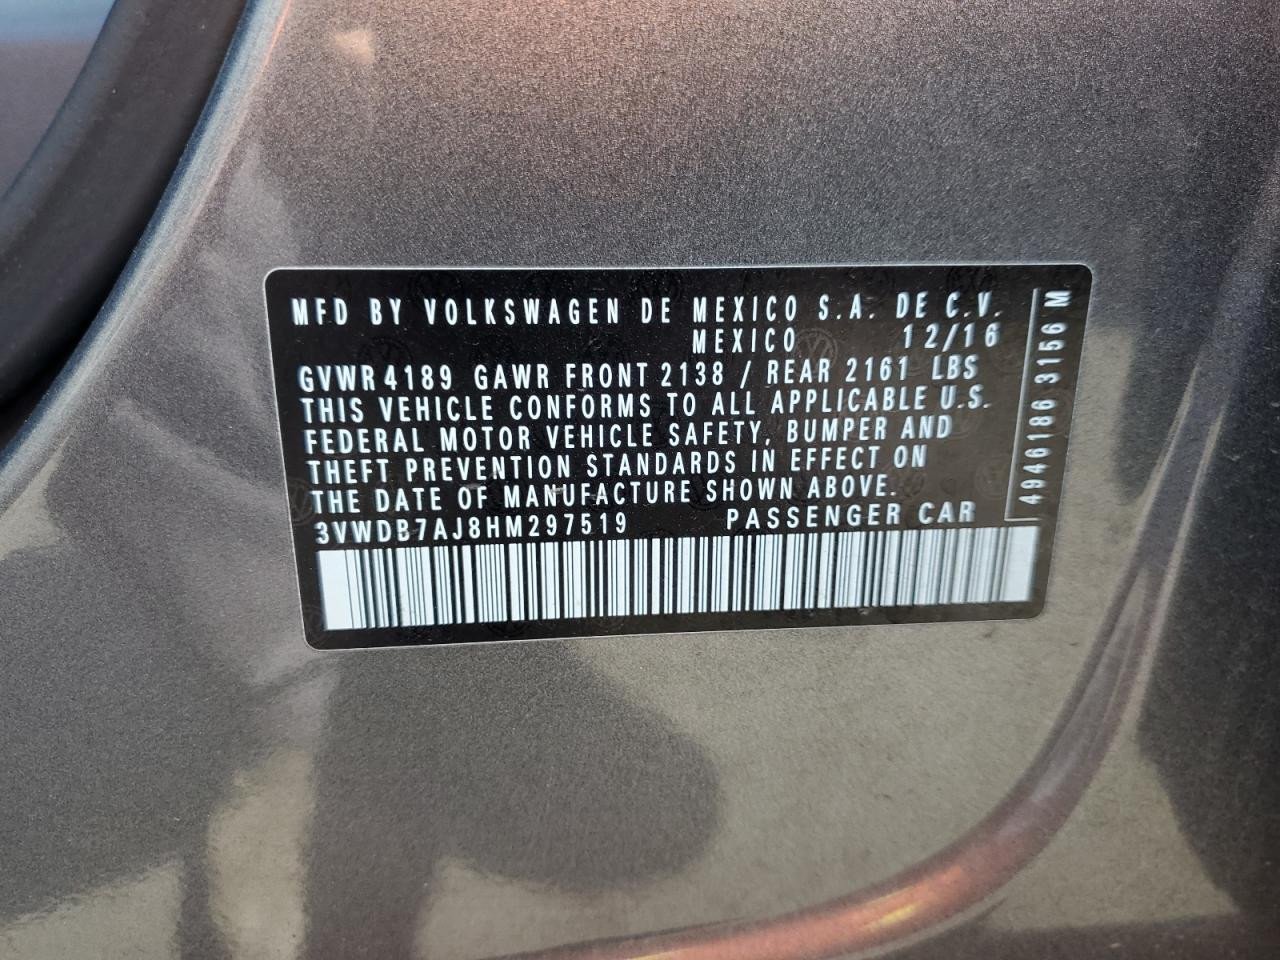 MFD BY VOLKSWAGEN DE MEXICO S.A. DE C.V.
MEXICO 12/16
GVWR 4189 GAWR FRONT 2138 / REAR 2161 LBS
THIS VEHICLE CONFORMS TO ALL APPLICABLE U.S.
FEDERAL MOTOR VEHICLE SAFETY, BUMPER AND
THEFT PREVENTION STANDARDS IN EFFECT ON
THE DATE OF MANUFACTURE SHOWN ABOVE.
3VWDB7AJ8HM297519 PASSENGER CAR
4946186 3156 M